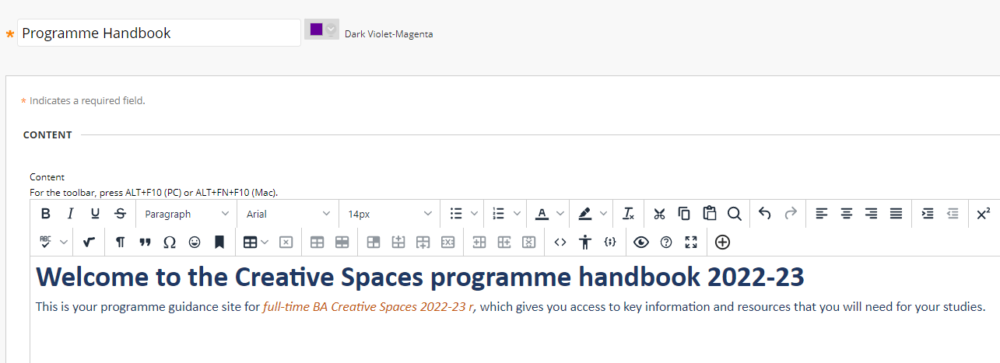 * Programme Handbook Dark Violet-Magenta
* Indicates a required field.
CONTENT
Content
For the toolbar, press ALT+F10 (PC) or ALT+FN+F10 (Mac).
B I U S Paragraph Arial 14px A Tx X²
ABC ¶ Ω
Welcome to the Creative Spaces programme handbook 2022-23
This is your programme guidance site for full-time BA Creative Spaces 2022-23 r, which gives you access to key information and resources that you will need for your studies.